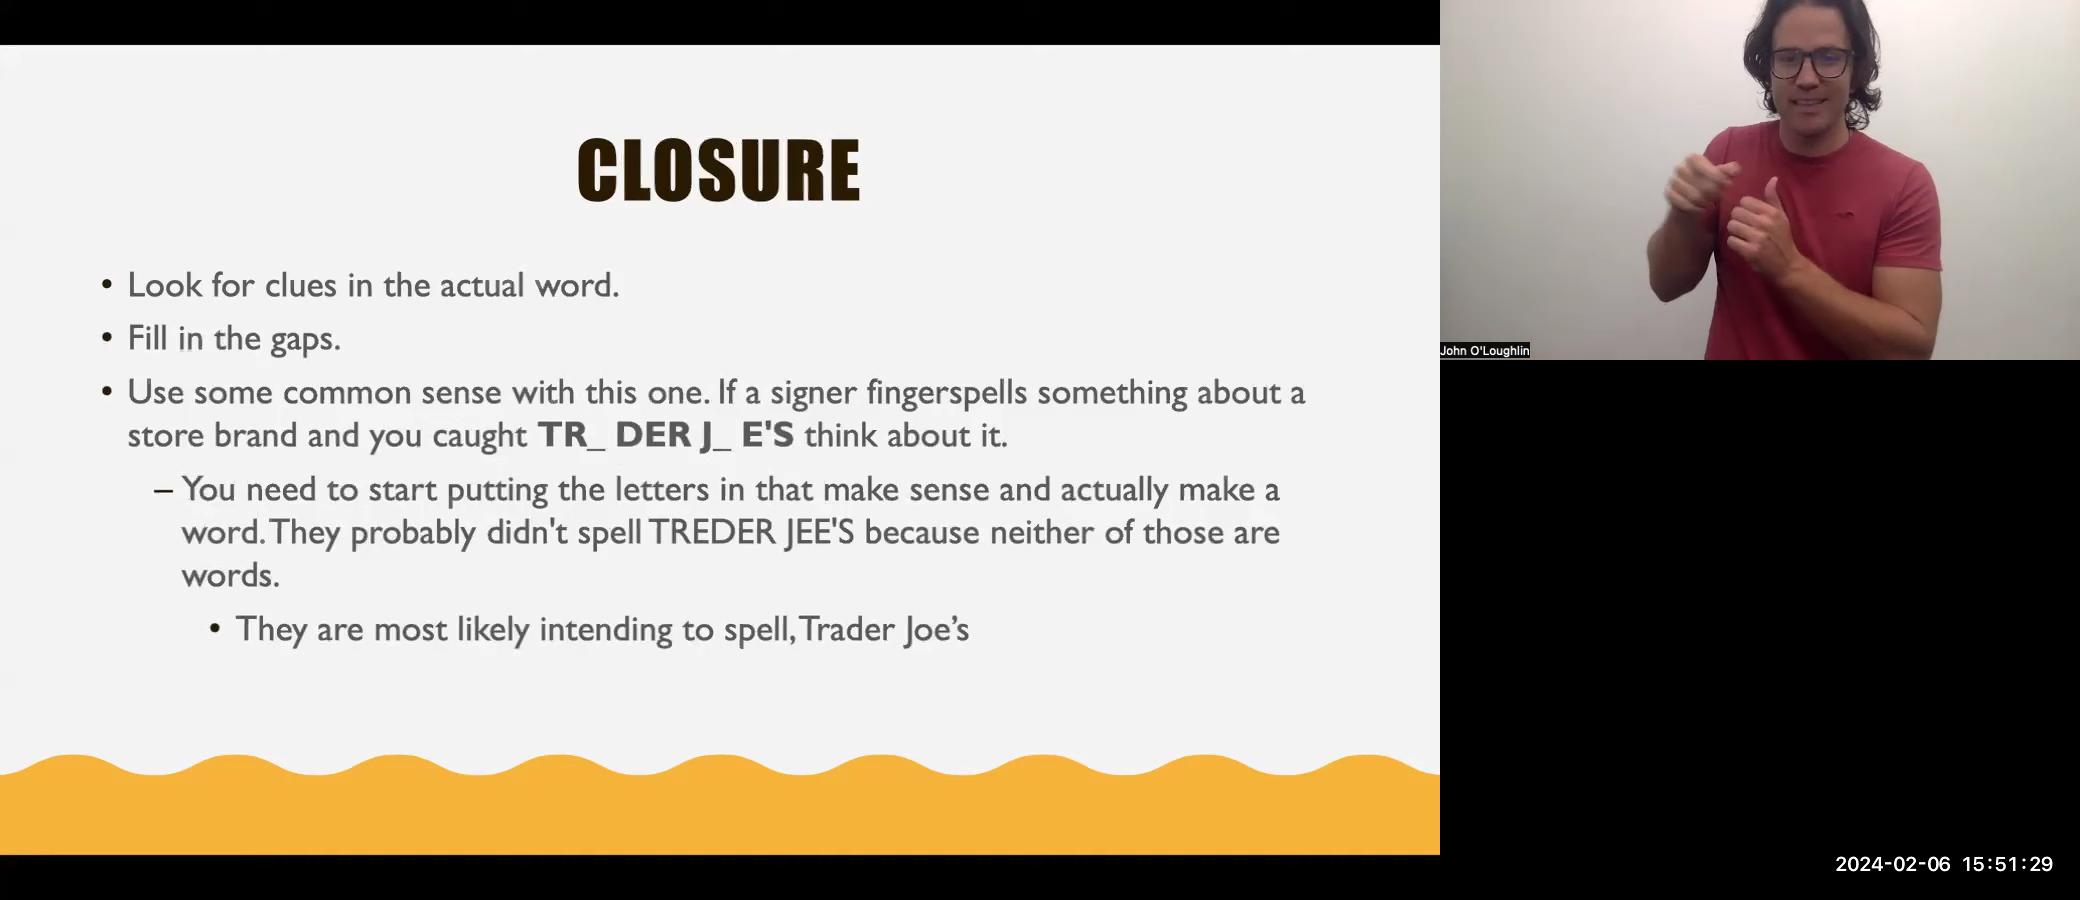 CLOSURE
• Look for clues in the actual word.
• Fill in the gaps.
• Use some common sense with this one. If a signer fingerspells something about a
store brand and you caught TR_ DER J_ E'S think about it.
– You need to start putting the letters in that make sense and actually make a
word. They probably didn't spell TREDER JEE'S because neither of those are
words.
• They are most likely intending to spell, Trader Joe’s
John O'Loughlin
2024-02-06 15:51:29